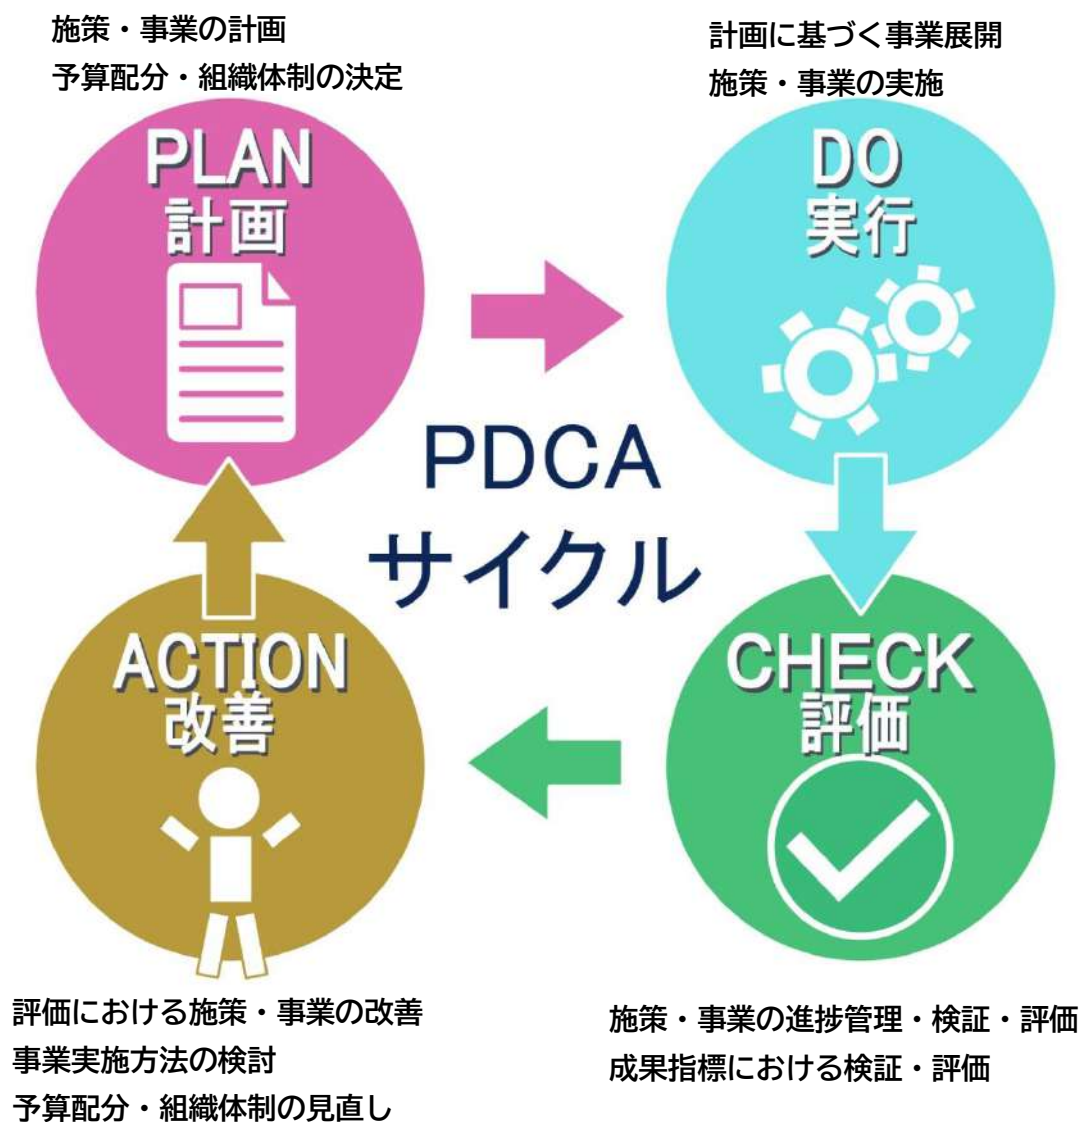 施策・事業の計画
予算配分・組織体制の決定
計画に基づく事業展開
施策・事業の実施
PLAN
計画
DO
実行
PDCA
サイクル
ACTION
改善
CHECK
評価
評価における施策・事業の改善
事業実施方法の検討
予算配分・組織体制の見直し
施策・事業の進捗管理・検証・評価
成果指標における検証・評価